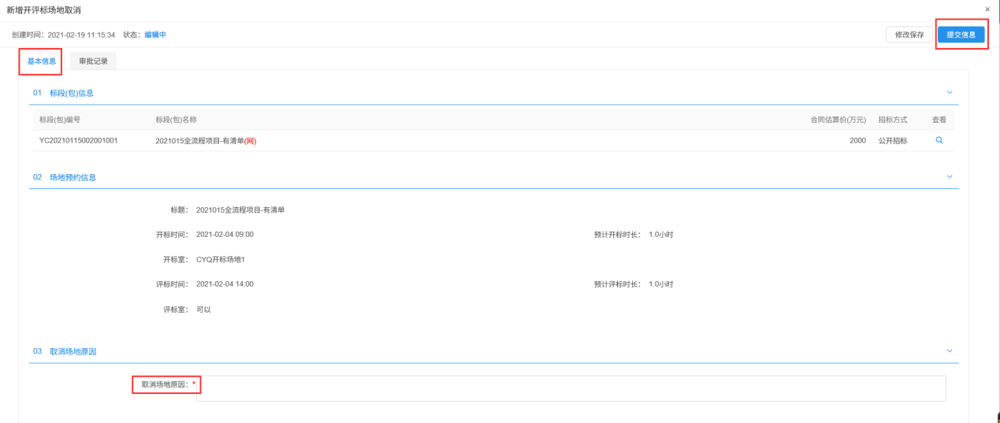 新增开评标场地取消 ×
创建时间：2021-02-19 11:15:34 状态：编辑中 修改保存 提交信息
基本信息 审批记录
01 标段(包)信息
标段(包)编号 标段(包)名称 合同估算价(万元) 招标方式 查看
YC20210115002001001 2021015全流程项目-有清单(网) 2000 公开招标
02 场地预约信息
标题： 2021015全流程项目-有清单
开标时间： 2021-02-04 09:00 预计开标时长： 1.0小时
开标室： CYQ开标场地1
评标时间： 2021-02-04 14:00 预计评标时长： 1.0小时
评标室： 可以
03 取消场地原因
取消场地原因：*